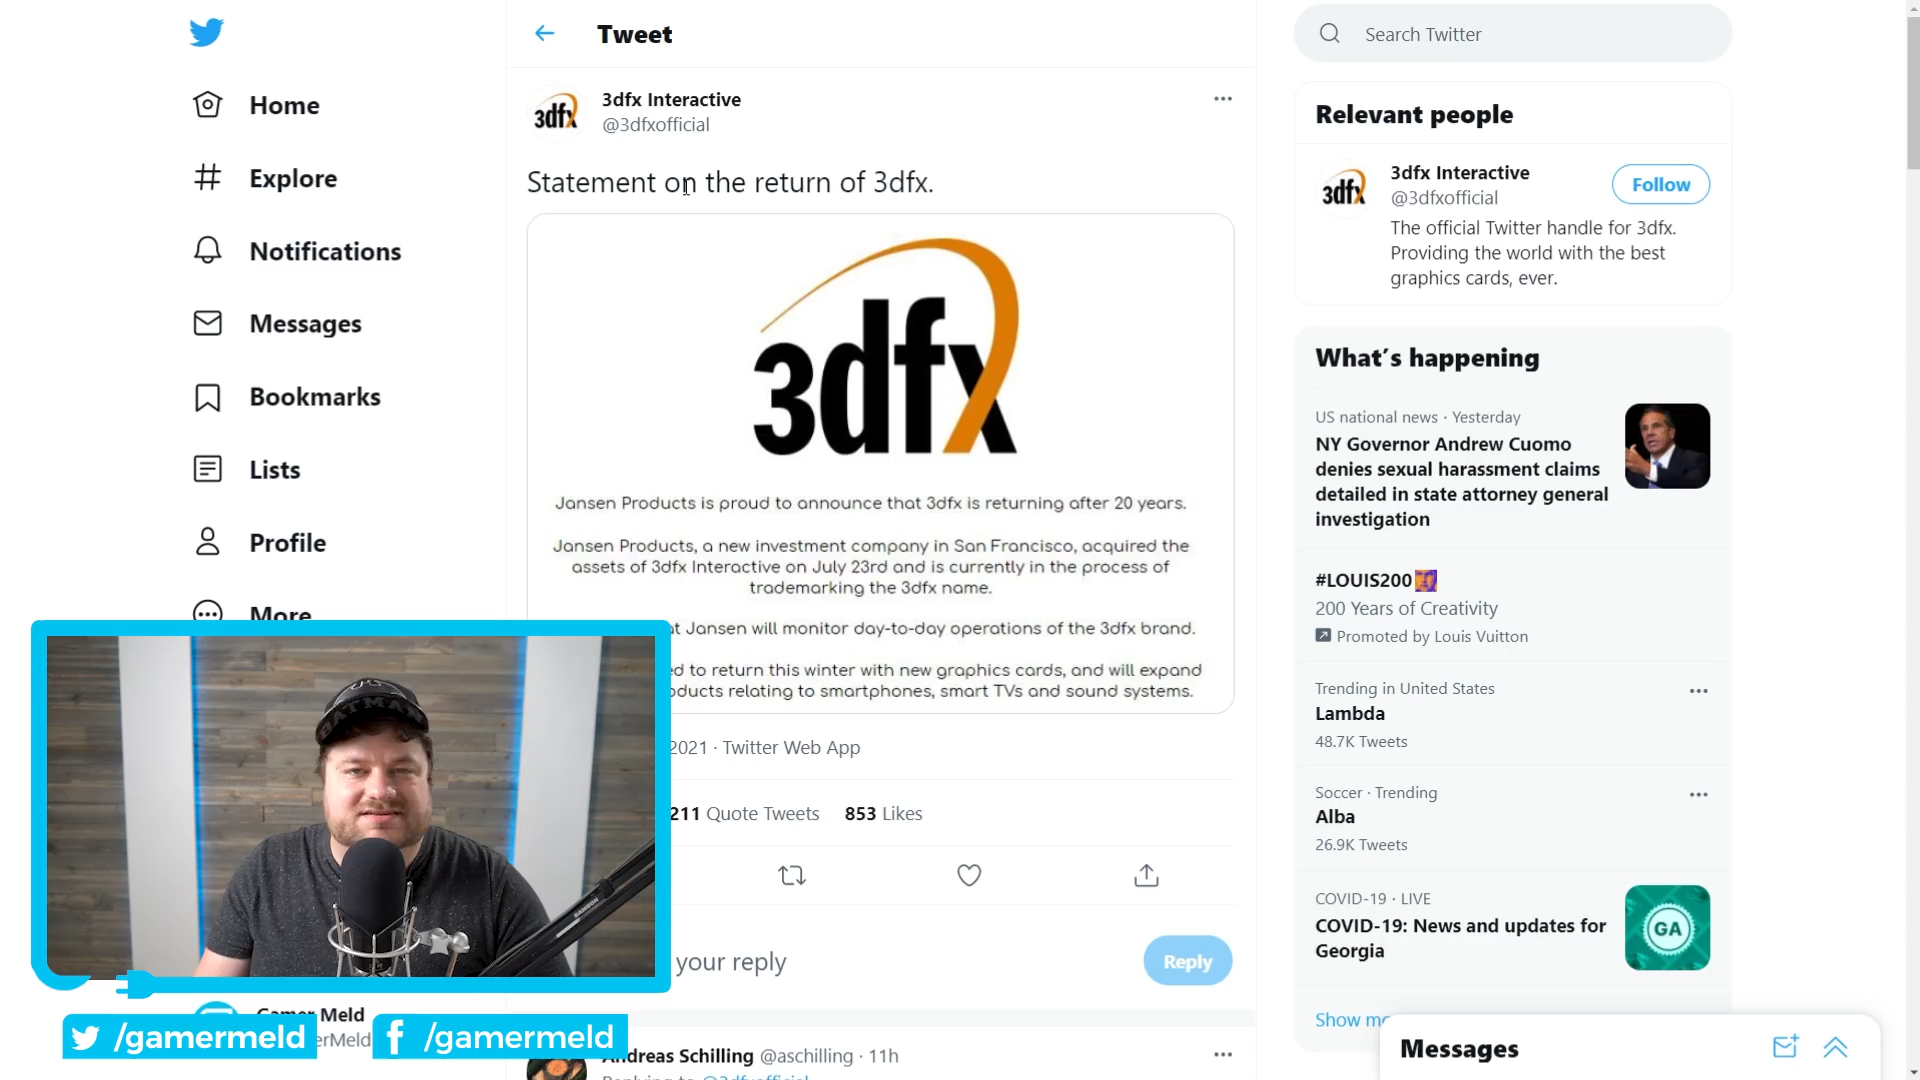 Tweet
Search Twitter
Home
Explore
Notifications
Messages
Bookmarks
Lists
Profile
More
3dfx
3dfx Interactive
@3dfxofficial
Statement on the return of 3dfx.
3dfx
Jansen Products is proud to announce that 3dfx is returning after 20 years.
Jansen Products, a new investment company in San Francisco, acquired the
assets of 3dfx Interactive on July 23rd and is currently in the process of
trademarking the 3dfx name.
Jansen will monitor day-to-day operations of the 3dfx brand.
to return this winter with new graphics cards, and will expand
relating to smartphones, smart TVs and sound systems.
2021 · Twitter Web App
211 Quote Tweets 853 Likes
your reply
Reply
Andreas Schilling @aschilling · 11h
Relevant people
3dfx
3dfx Interactive
@3dfxofficial
Follow
The official Twitter handle for 3dfx.
Providing the world with the best
graphics cards, ever.
What's happening
US national news · Yesterday
NY Governor Andrew Cuomo
denies sexual harassment claims
detailed in state attorney general
investigation
#LOUIS200
200 Years of Creativity
Promoted by Louis Vuitton
Trending in United States
Lambda
48.7K Tweets
Soccer · Trending
Alba
26.9K Tweets
COVID-19 · LIVE
COVID-19: News and updates for
Georgia
GA
Show
Messages
BATMAN
SAMSON
Gamer Meld
/gamermeld
/gamermeld